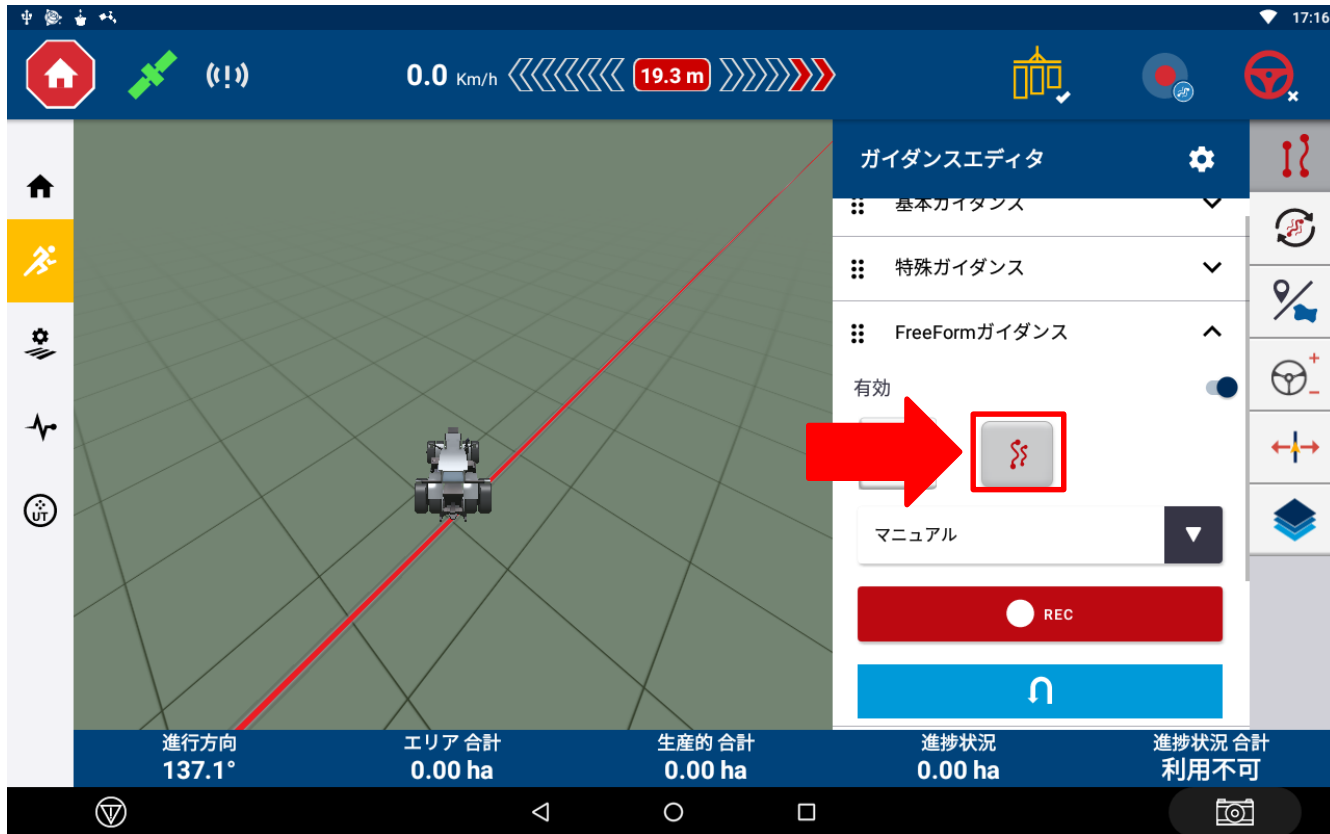 17:16
0.0 Km/h
19.3 m
ガイダンスエディタ
基本ガイダンス
特殊ガイダンス
FreeFormガイダンス
有効
マニュアル
REC
UT
進行方向
137.1°
エリア 合計
0.00 ha
生産的 合計
0.00 ha
進捗状況
0.00 ha
進捗状況 合計
利用不可